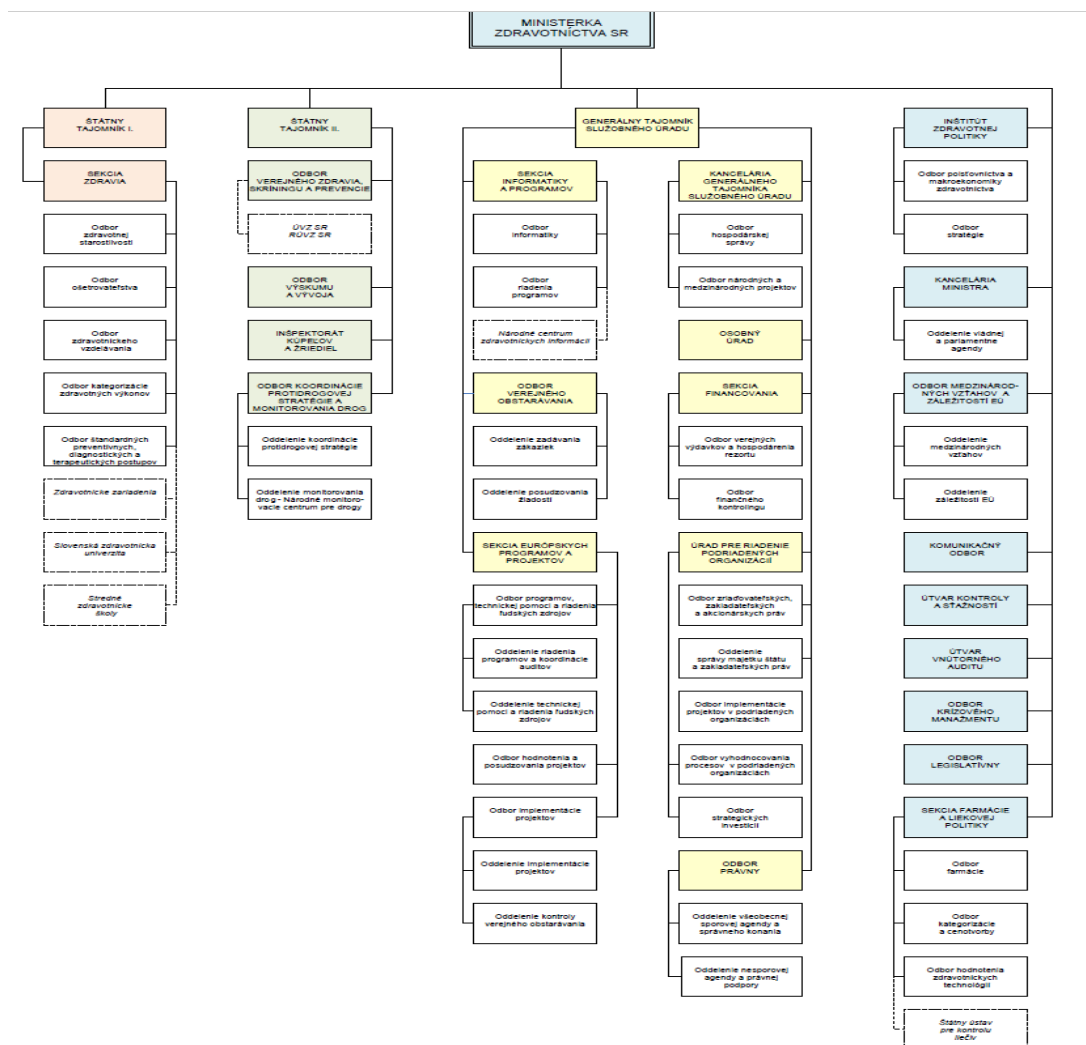 MINISTERKA
ZDRAVOTNÍCTVA SR
ŠTÁTNY
TAJOMNÍK I.
SEKCIA
ZDRAVIA
Odbor
zdravotnej
starostlivosti
Odbor
ošetrovateľstva
Odbor
zdravotníckeho
vzdelávania
Odbor kategorizácie
zdravotných výkonov
Odbor štandardných
preventívnych,
diagnostických a
terapeutických postupov
Zdravotnícke zariadenia
Slovenská zdravotnícka
univerzita
Stredné
zdravotnícke
školy
ŠTÁTNY
TAJOMNÍK II.
ODBOR
VEREJNÉHO ZDRAVIA,
SKRÍNINGU A PREVENCIE
ÚVZ SR
RÚVZ SR
ODBOR
VÝSKUMU
A VÝVOJA
INŠPEKTORÁT
KÚPEĽOV
A ŽRIEDIEL
ODBOR KOORDINÁCIE
PROTIDROGOVEJ
STRATÉGIE A
MONITOROVANIA DROG
Oddelenie koordinácie
protidrogovej stratégie
Oddelenie monitorovania
drog - Národné monitoro-
vacie centrum pre drogy
GENERÁLNY TAJOMNÍK
SLUŽOBNÉHO ÚRADU
SEKCIA
INFORMATIKY
A PROGRAMOV
Odbor
informatiky
Odbor
riadenia
programov
Národné centrum
zdravotníckych informácií
ODBOR
VEREJNÉHO
OBSTARÁVANIA
Oddelenie zadávania
zákaziek
Oddelenie posudzovania
žiadostí
SEKCIA EURÓPSKYCH
PROGRAMOV A
PROJEKTOV
Odbor programov,
technickej pomoci a riadenia
ľudských zdrojov
Oddelenie riadenia
programov a koordinácie
auditov
Oddelenie technickej
pomoci a riadenia ľudských
zdrojov
Odbor hodnotenia a
posudzovania projektov
Odbor implementácie
projektov
Oddelenie implementácie
projektov
Oddelenie kontroly
verejného obstarávania
KANCELÁRIA
GENERÁLNEHO
TAJOMNÍKA
SLUŽOBNÉHO ÚRADU
Odbor
hospodárskej
správy
Odbor národných a
medzinárodných projektov
OSOBNÝ
ÚRAD
SEKCIA
FINANCOVANIA
Odbor verejných
výdavkov a hospodárenia
rezortu
Odbor
finančného
kontrolingu
ÚRAD PRE RIADENIE
PODRIADENÝCH
ORGANIZÁCIÍ
Odbor zriaďovateľských,
zakladateľských
a akcionárskych práv
Oddelenie
správy majetku štátu
a zakladateľských práv
Odbor implementácie
projektov v podriadených
organizáciách
Odbor vyhodnocovania
procesov v podriadených
organizáciách
Odbor
strategických
investícií
ODBOR
PRÁVNY
Oddelenie všeobecnej
sporovej agendy a
správneho konania
Oddelenie nesporovej
agendy a právnej
podpory
INŠTITÚT
ZDRAVOTNEJ
POLITIKY
Odbor poisťovníctva a
makroekonomiky
zdravotníctva
Odbor
stratégie
KANCELÁRIA
MINISTRA
Oddelenie vládnej
a parlamentnej
agendy
ODBOR MEDZINÁROD-
NÝCH VZŤAHOV A
ZÁLEŽITOSTÍ EÚ
Oddelenie
medzinárodných
vzťahov
Oddelenie
záležitostí EÚ
KOMUNIKAČNÝ
ODBOR
ÚTVAR KONTROLY
A SŤAŽNOSTÍ
ÚTVAR
VNÚTORNÉHO
AUDITU
ODBOR
KRÍZOVÉHO
MANAŽMENTU
ODBOR
LEGISLATÍVNY
SEKCIA FARMÁCIE
A LIEKOVEJ
POLITIKY
Odbor
farmácie
Odbor
kategorizácie
a cenotvorby
Odbor hodnotenia
zdravotníckych
technológií
Štátny ústav
pre kontrolu
liečiv